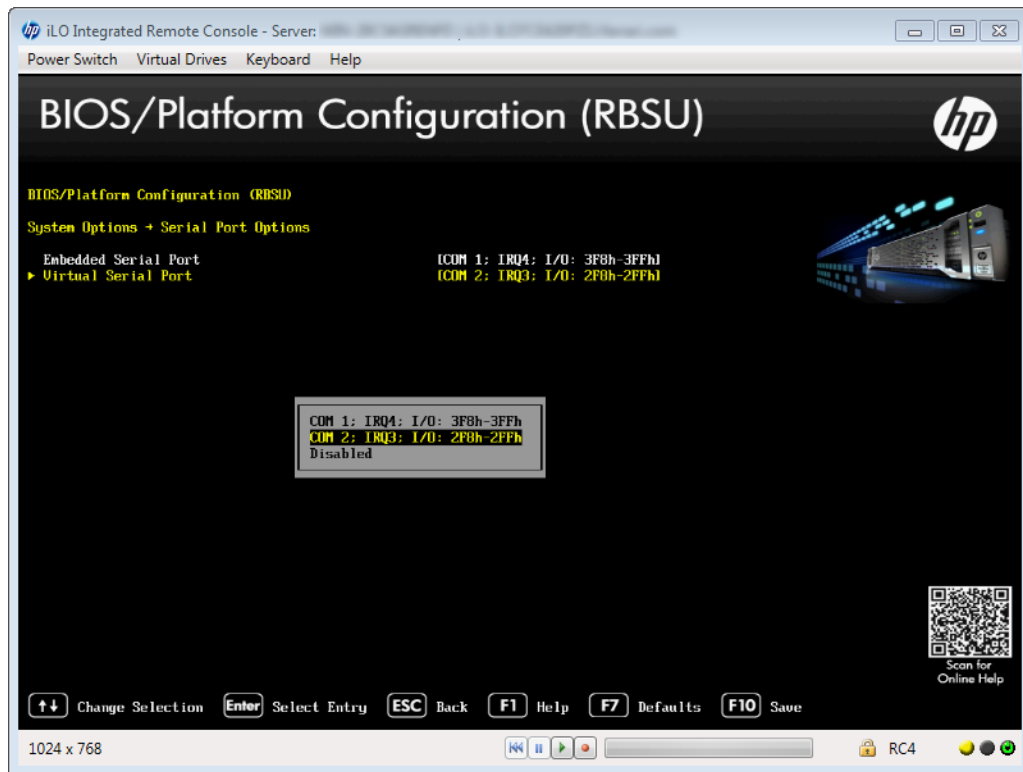 iLO Integrated Remote Console - Server:
Power Switch Virtual Drives Keyboard Help
BIOS/Platform Configuration (RBSU)
hp
BIOS/Platform Configuration (RBSU)
System Options → Serial Port Options
Embedded Serial Port [COM 1; IRQ4; I/O: 3F8h-3FFh]
Virtual Serial Port [COM 2; IRQ3; I/O: 2F8h-2FFh]
COM 1; IRQ4; I/O: 3F8h-3FFh
COM 2; IRQ3; I/O: 2F8h-2FFh
Disabled
Scan for
Online Help
↑↓ Change Selection Enter Select Entry ESC Back F1 Help F7 Defaults F10 Save
1024 x 768 RC4